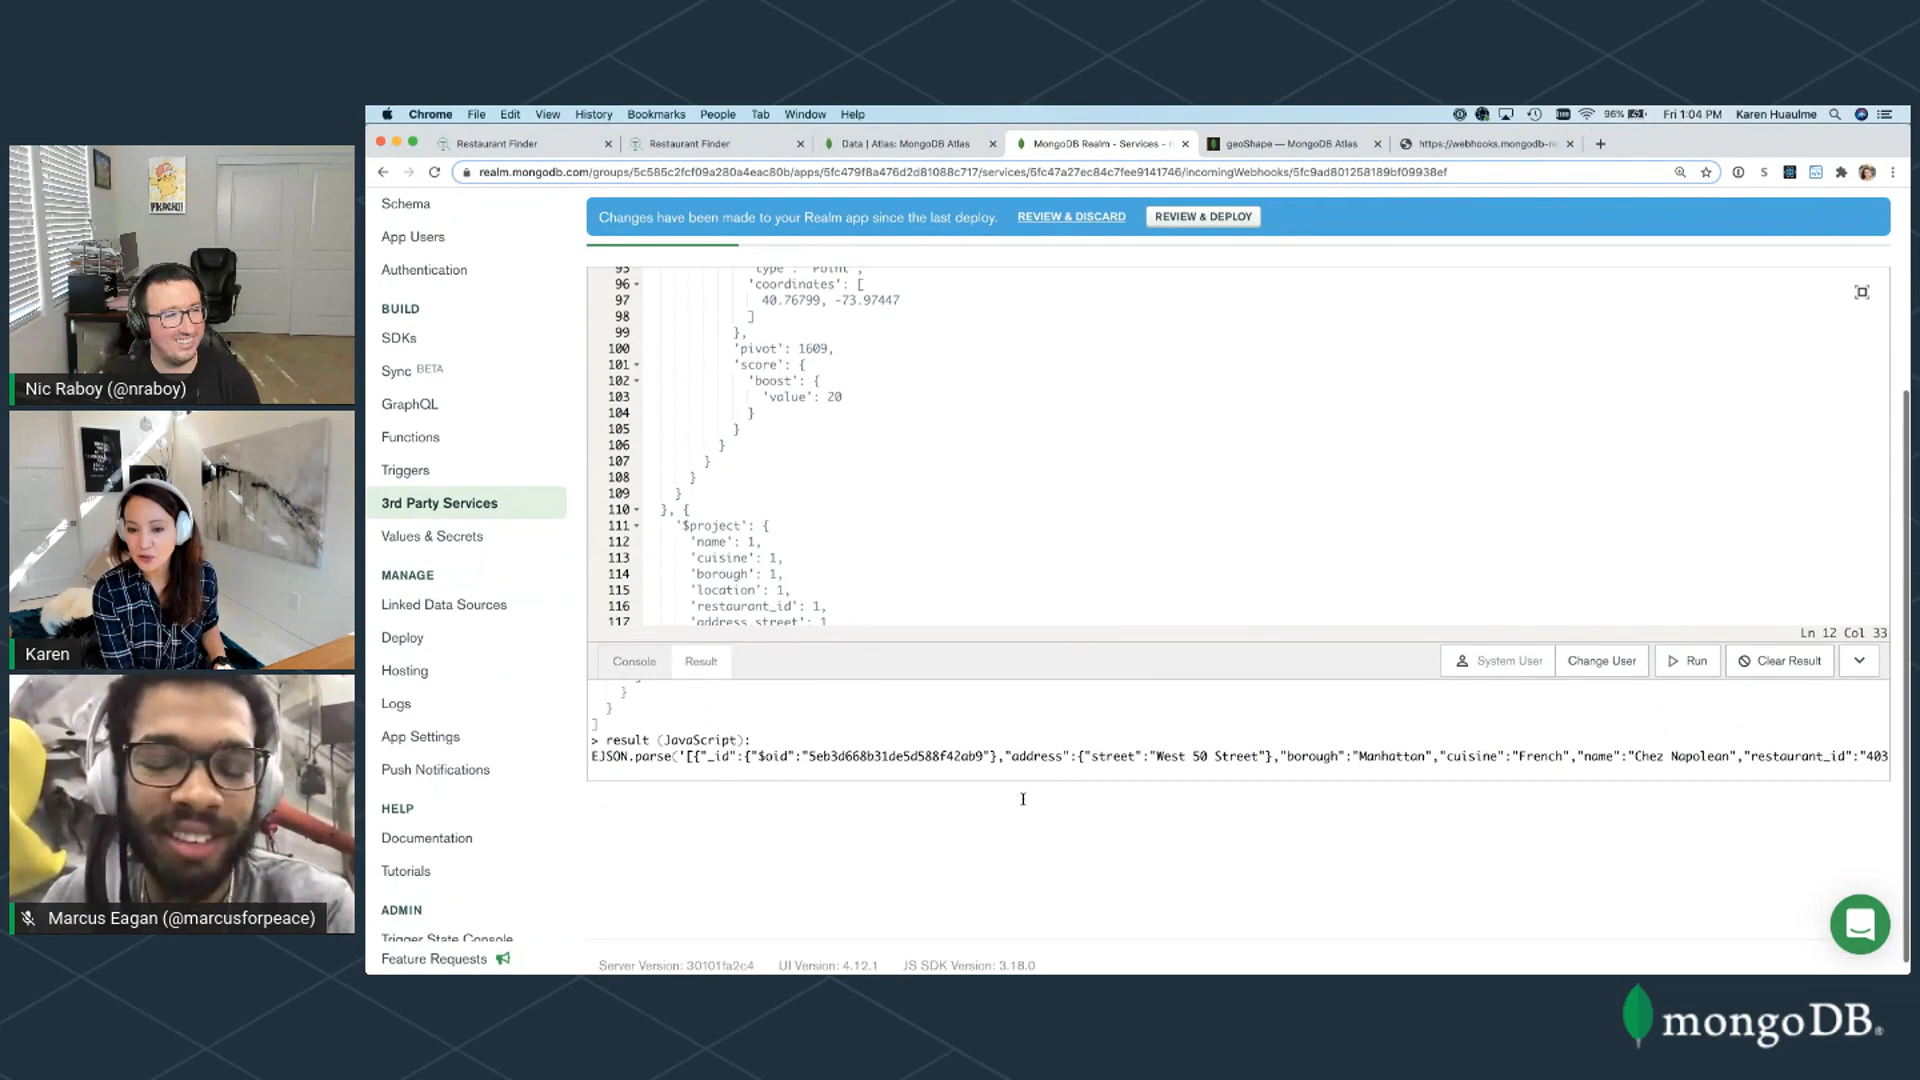 Chrome File Edit View History Bookmarks People Tab Window Help 96% Fri 1:04 PM Karen Huaulme
Restaurant Finder
Restaurant Finder
Data | Atlas: MongoDB Atlas
MongoDB Realm - Services -
geoShape — MongoDB Atlas
https://webhooks.mongodb-re
realm.mongodb.com/groups/5c585c2fcf09a280a4eac80b/apps/5fc479f8a476d2d81088c717/services/5fc47a27ec84c7fee9141746/incomingWebhooks/5fc9ad801258189bf09938ef
PIKACHU!
Nic Raboy (@nraboy)
Karen
Marcus Eagan (@marcusforpeace)
Schema
App Users
Authentication
BUILD
SDKs
Sync BETA
GraphQL
Functions
Triggers
3rd Party Services
Values & Secrets
MANAGE
Linked Data Sources
Deploy
Hosting
Logs
App Settings
Push Notifications
HELP
Documentation
Tutorials
ADMIN
Trigger State Console
Feature Requests
Changes have been made to your Realm app since the last deploy. REVIEW & DISCARD REVIEW & DEPLOY
95 'type': 'Point',
96 'coordinates': [
97 40.76799, -73.97447
98 ]
99 },
100 'pivot': 1609,
101 'score': {
102 'boost': {
103 'value': 20
104 }
105 }
106 }
107 }
108 }
109 }
110 }, {
111 '$project': {
112 'name': 1,
113 'cuisine': 1,
114 'borough': 1,
115 'location': 1,
116 'restaurant_id': 1,
117 'address.street': 1
Ln 12 Col 33
Console Result System User Change User Run Clear Result
}
}
]
> result (JavaScript):
EJSON.parse('[{"_id":{"$oid":"5eb3d668b31de5d588f42ab9"},"address":{"street":"West 50 Street"},"borough":"Manhattan","cuisine":"French","name":"Chez Napolean","restaurant_id":"403
Server Version: 30101fa2c4 UI Version: 4.12.1 JS SDK Version: 3.18.0
mongoDB.